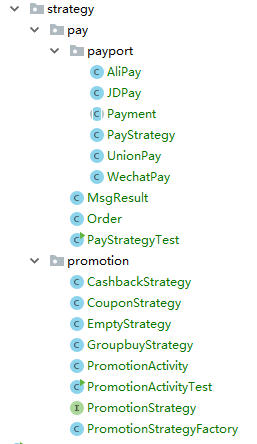 strategy
pay
payport
AliPay
JDPay
Payment
PayStrategy
UnionPay
WechatPay
MsgResult
Order
PayStrategyTest
promotion
CashbackStrategy
CouponStrategy
EmptyStrategy
GroupbuyStrategy
PromotionActivity
PromotionActivityTest
PromotionStrategy
PromotionStrategyFactory